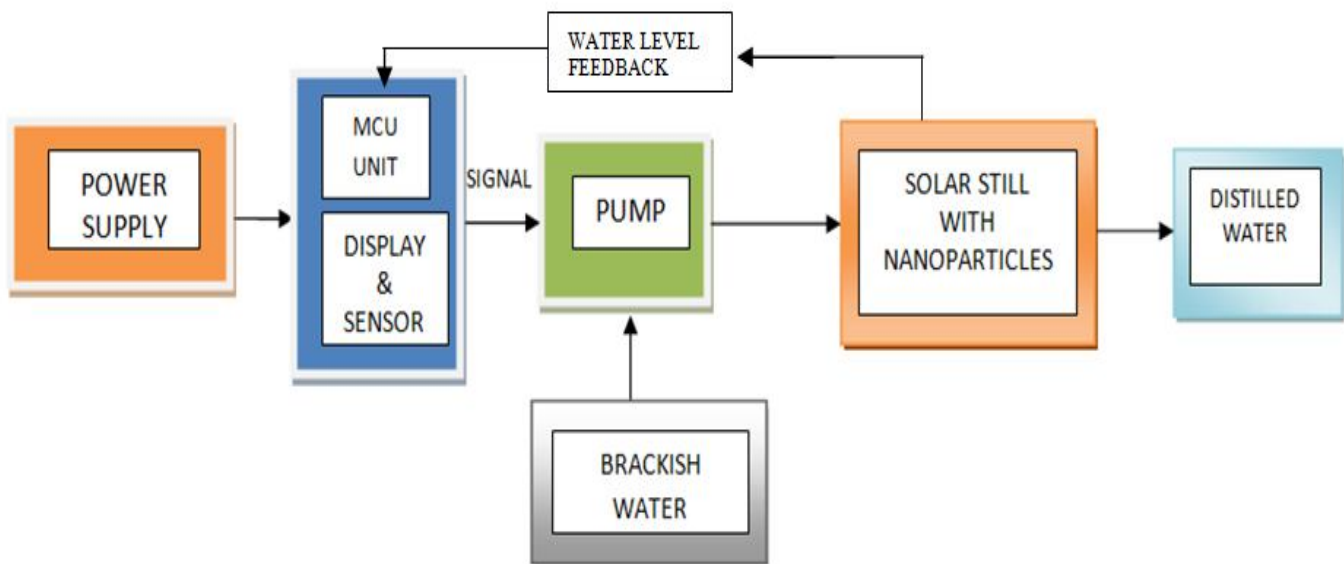 WATER LEVEL
FEEDBACK
POWER
SUPPLY
MCU
UNIT
DISPLAY
&
SENSOR
SIGNAL
PUMP
BRACKISH
WATER
SOLAR STILL
WITH
NANOPARTICLES
DISTILLED
WATER